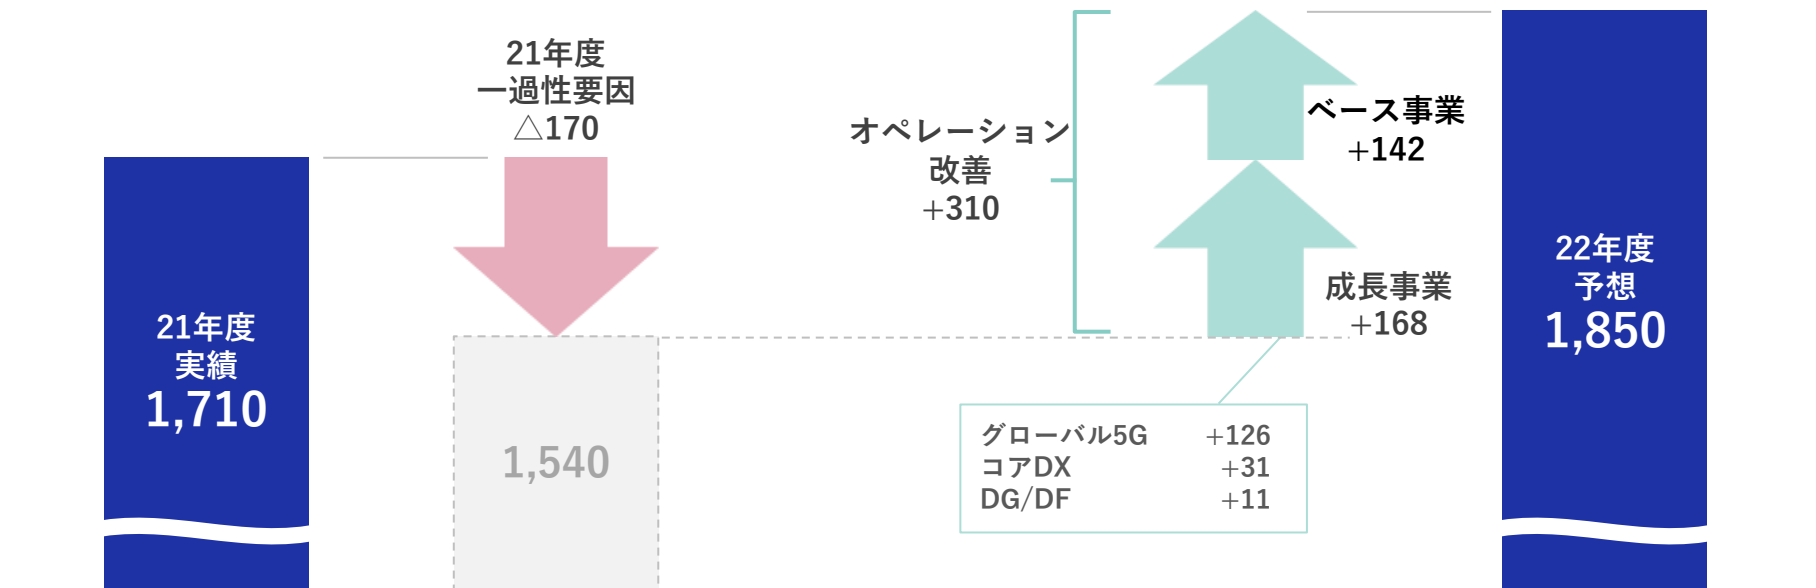 21年度
実績
1,710
21年度
一過性要因
△170
1,540
オペレーション
改善
+310
ベース事業
+142
成長事業
+168
グローバル5G +126
コアDX +31
DG/DF +11
22年度
予想
1,850